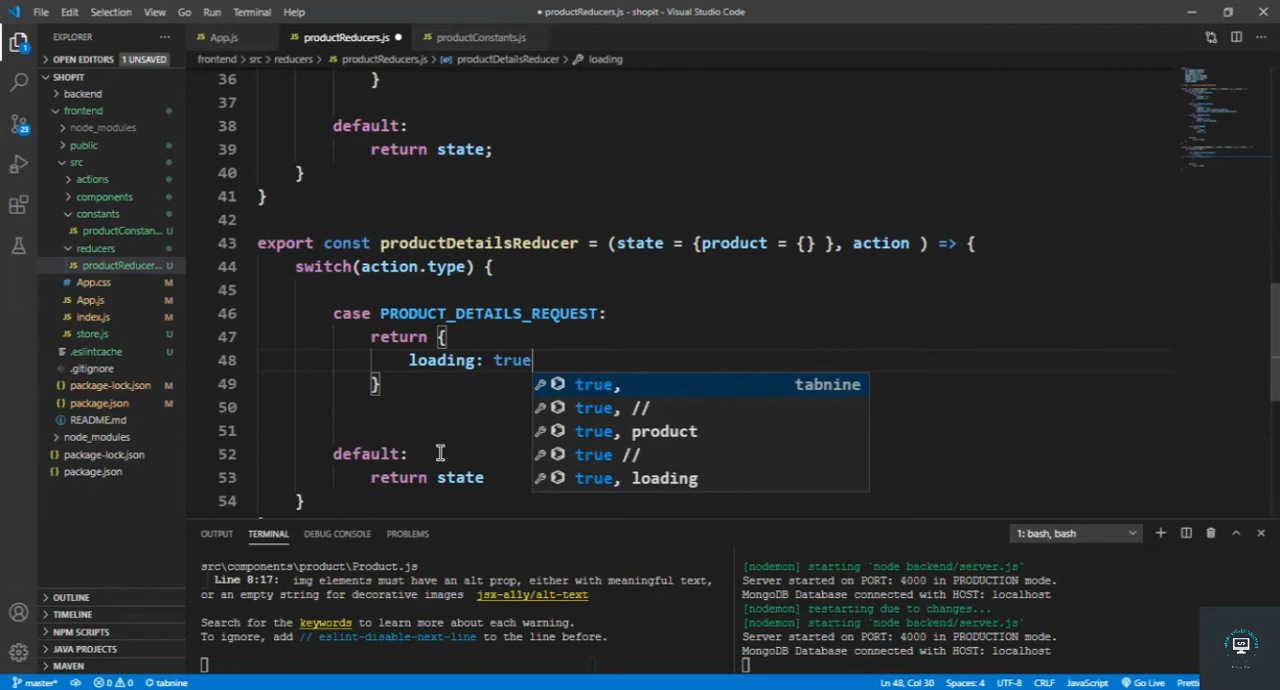 File Edit Selection View Go Run Terminal Help
● productReducers.js - shopit - Visual Studio Code
EXPLORER
OPEN EDITORS 1 UNSAVED
SHOPIT
backend
frontend
node_modules
public
src
actions
components
constants
productConstan... U
reducers
productReducer... U
App.css M
App.js M
index.js M
store.js U
.eslintcache U
.gitignore
package-lock.json M
package.json M
README.md
node_modules
package-lock.json
package.json
OUTLINE
TIMELINE
NPM SCRIPTS
JAVA PROJECTS
MAVEN
App.js
productReducers.js ●
productConstants.js
frontend > src > reducers > productReducers.js > productDetailsReducer > loading
36 }
37
38 default:
39 return state;
40 }
41 }
42
43 export const productDetailsReducer = (state = {product = {} }, action ) => {
44 switch(action.type) {
45
46 case PRODUCT_DETAILS_REQUEST:
47 return {
48 loading: true
49 }
50
51
52 default:
53 return state
54 }
true, tabnine
true, //
true, product
true //
true, loading
OUTPUT TERMINAL DEBUG CONSOLE PROBLEMS
1: bash, bash
src\components\product\Product.js
Line 8:17: img elements must have an alt prop, either with meaningful text,
or an empty string for decorative images jsx-a11y/alt-text
Search for the keywords to learn more about each warning.
To ignore, add // eslint-disable-next-line to the line before.
[nodemon] starting `node backend/server.js`
Server started on PORT: 4000 in PRODUCTION mode.
MongoDB Database connected with HOST: localhost
[nodemon] restarting due to changes...
[nodemon] starting `node backend/server.js`
Server started on PORT: 4000 in PRODUCTION mode.
MongoDB Database connected with HOST: localhost
master* 0 0 tabnine
Ln 48, Col 30 Spaces: 4 UTF-8 CRLF JavaScript Go Live